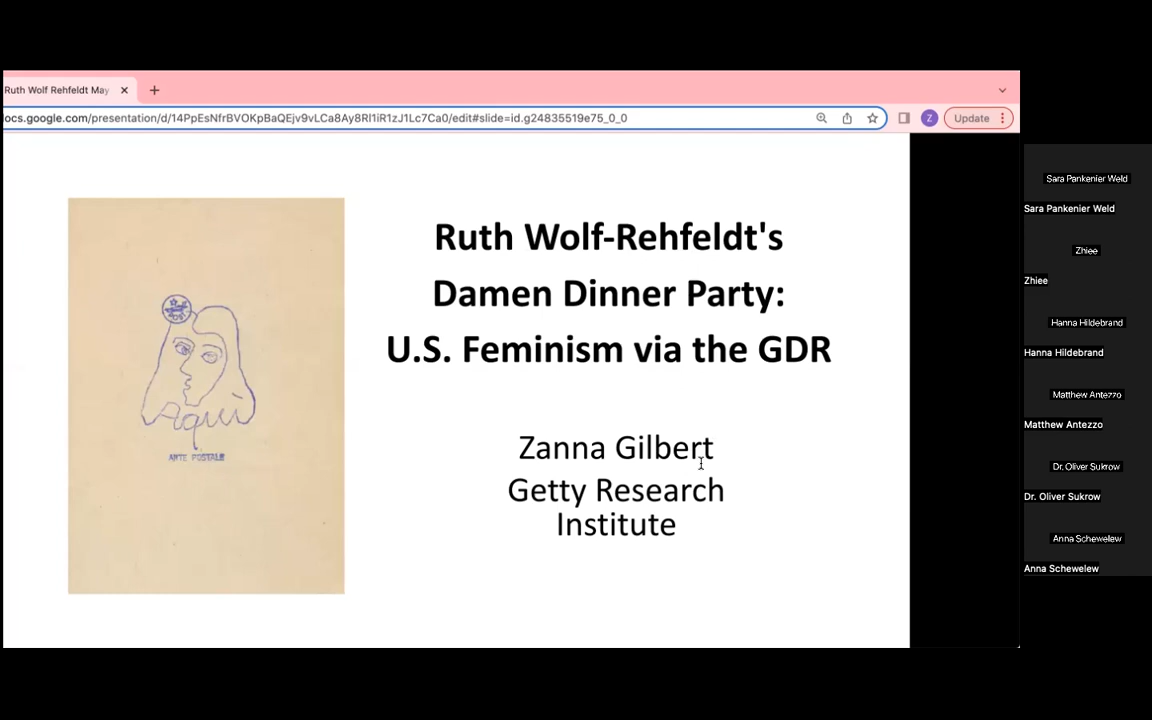 Ruth Wolf Rehfeldt May
ocs.google.com/presentation/d/14PpEsNfrBVOKpBaQEjv9vLCa8Ay8Rl1iR1zJ1Lc7Ca0/edit#slide=id.g24835519e75_0_0
Z
Update
Ruth Wolf-Rehfeldt's
Damen Dinner Party:
U.S. Feminism via the GDR
Zanna Gilbert
Getty Research
Institute
Aqui
ARTE POSTALE
Sara Pankenier Weld
Sara Pankenier Weld
Zhiee
Zhiee
Hanna Hildebrand
Hanna Hildebrand
Matthew Antezzo
Matthew Antezzo
Dr. Oliver Sukrow
Dr. Oliver Sukrow
Anna Schewelew
Anna Schewelew